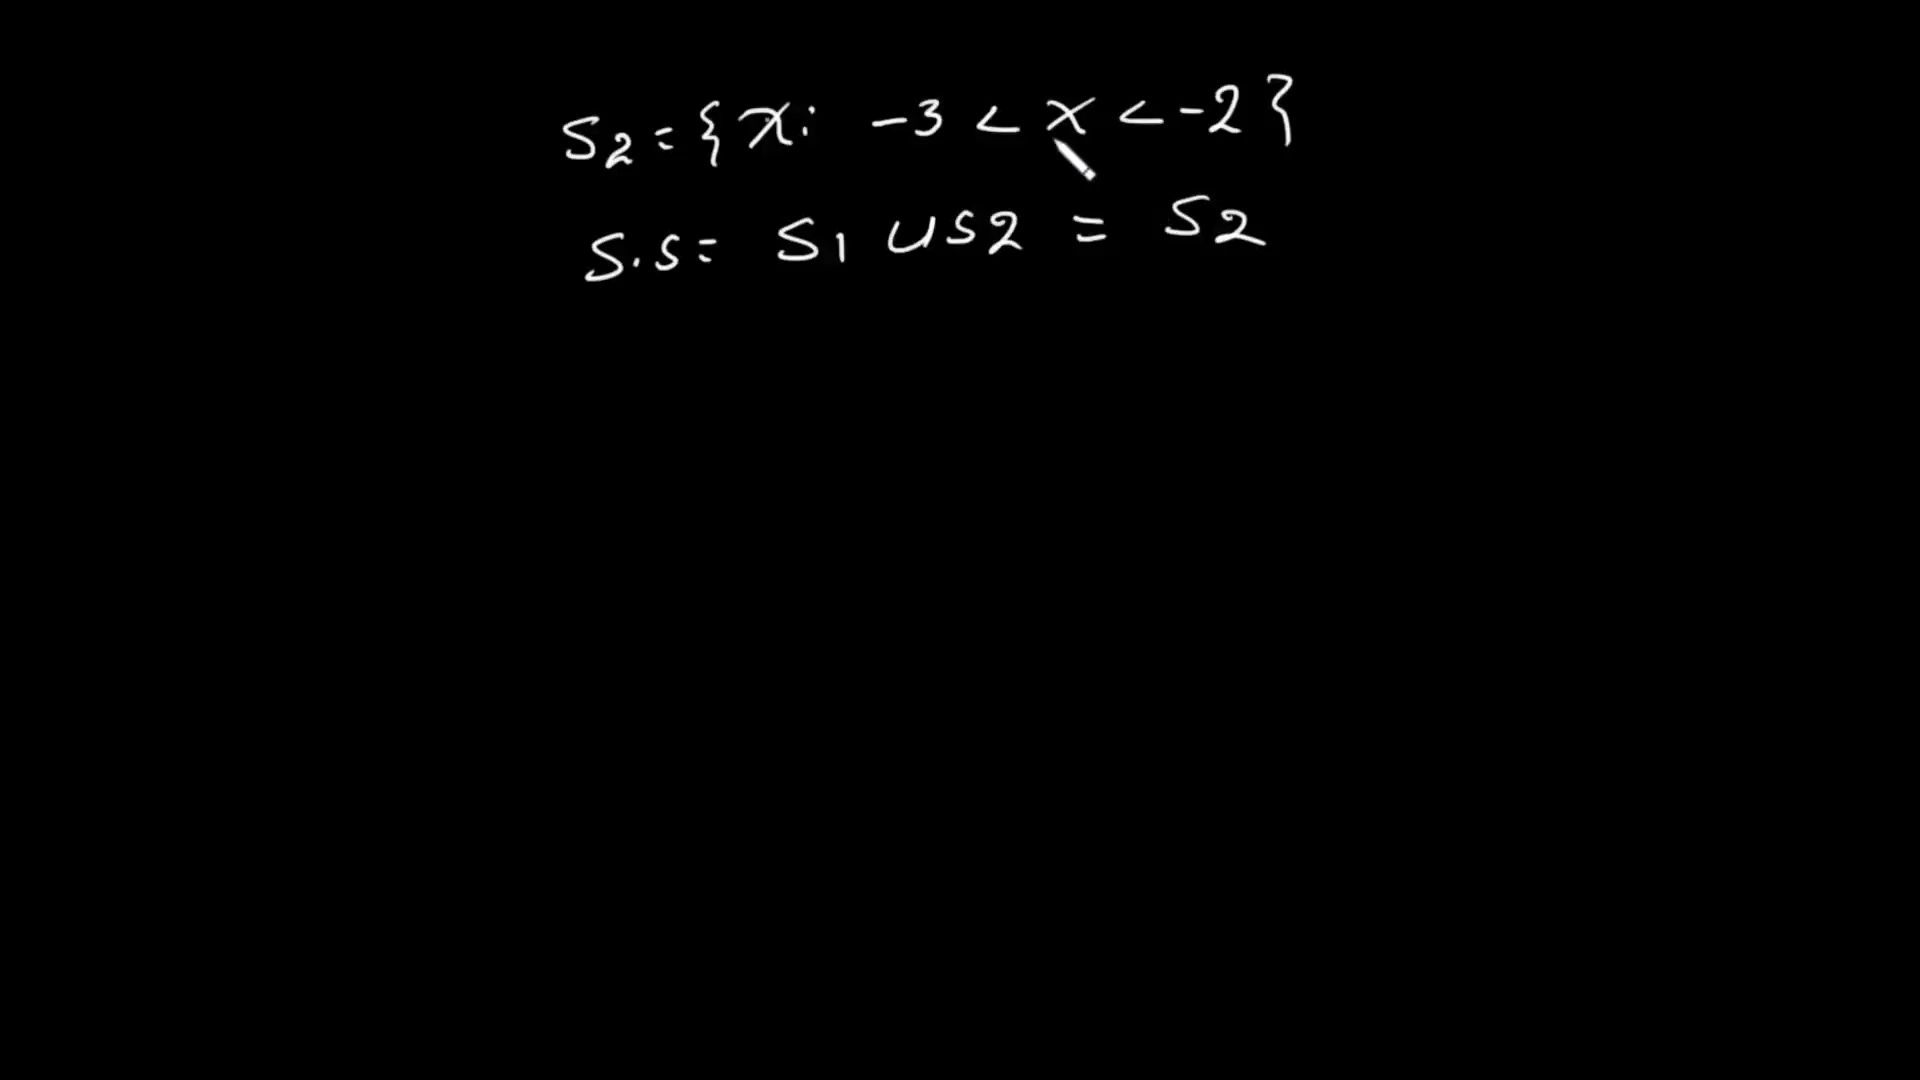 S2 = {x: -3 < x < -2}
S.S = S1 U S2 = S2